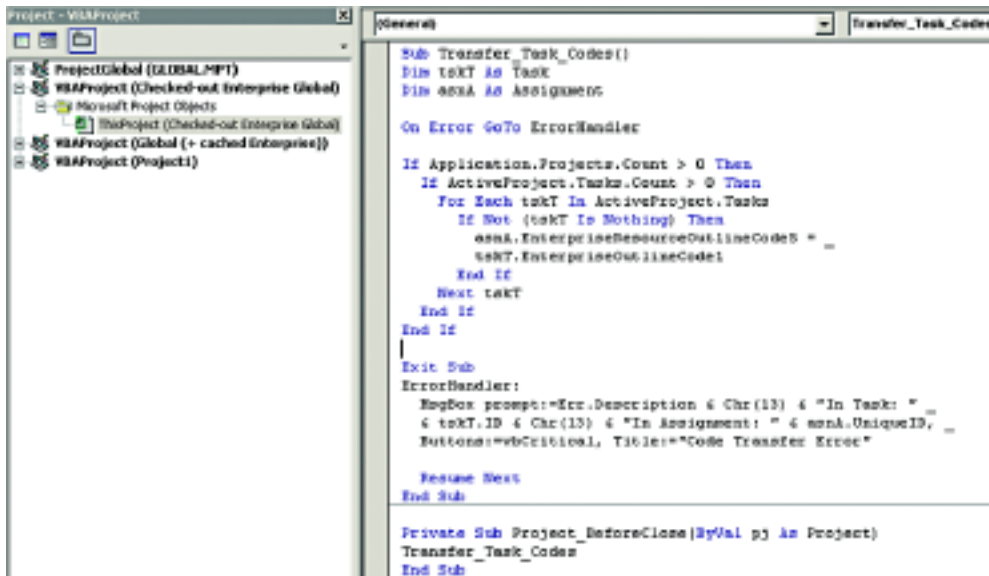 Project - VBAProject
ProjectGlobal (GLOBAL.MPT)
VBAProject (Checked-out Enterprise Global)
Microsoft Project Objects
ThisProject (Checked-out Enterprise Global)
VBAProject (Global (+ cached Enterprise))
VBAProject (Project1)
(General)
Transfer_Task_Codes
Sub Transfer_Task_Codes()
Dim tskT As Task
Dim asnA As Assignment
On Error GoTo ErrorHandler
If Application.Projects.Count > 0 Then
If ActiveProject.Tasks.Count > 0 Then
For Each tskT In ActiveProject.Tasks
If Not (tskT Is Nothing) Then
asnA.EnterpriseResourceOutlineCode5 = _
tskT.EnterpriseOutlineCode1
End If
Next tskT
End If
End If
Exit Sub
ErrorHandler:
MsgBox prompt:=Err.Description & Chr(13) & "In Task: " _
& tskT.ID & Chr(13) & "In Assignment: " & asnA.UniqueID, _
Buttons:=vbCritical, Title:="Code Transfer Error"
Resume Next
End Sub
Private Sub Project_BeforeClose(ByVal pj As Project)
Transfer_Task_Codes
End Sub